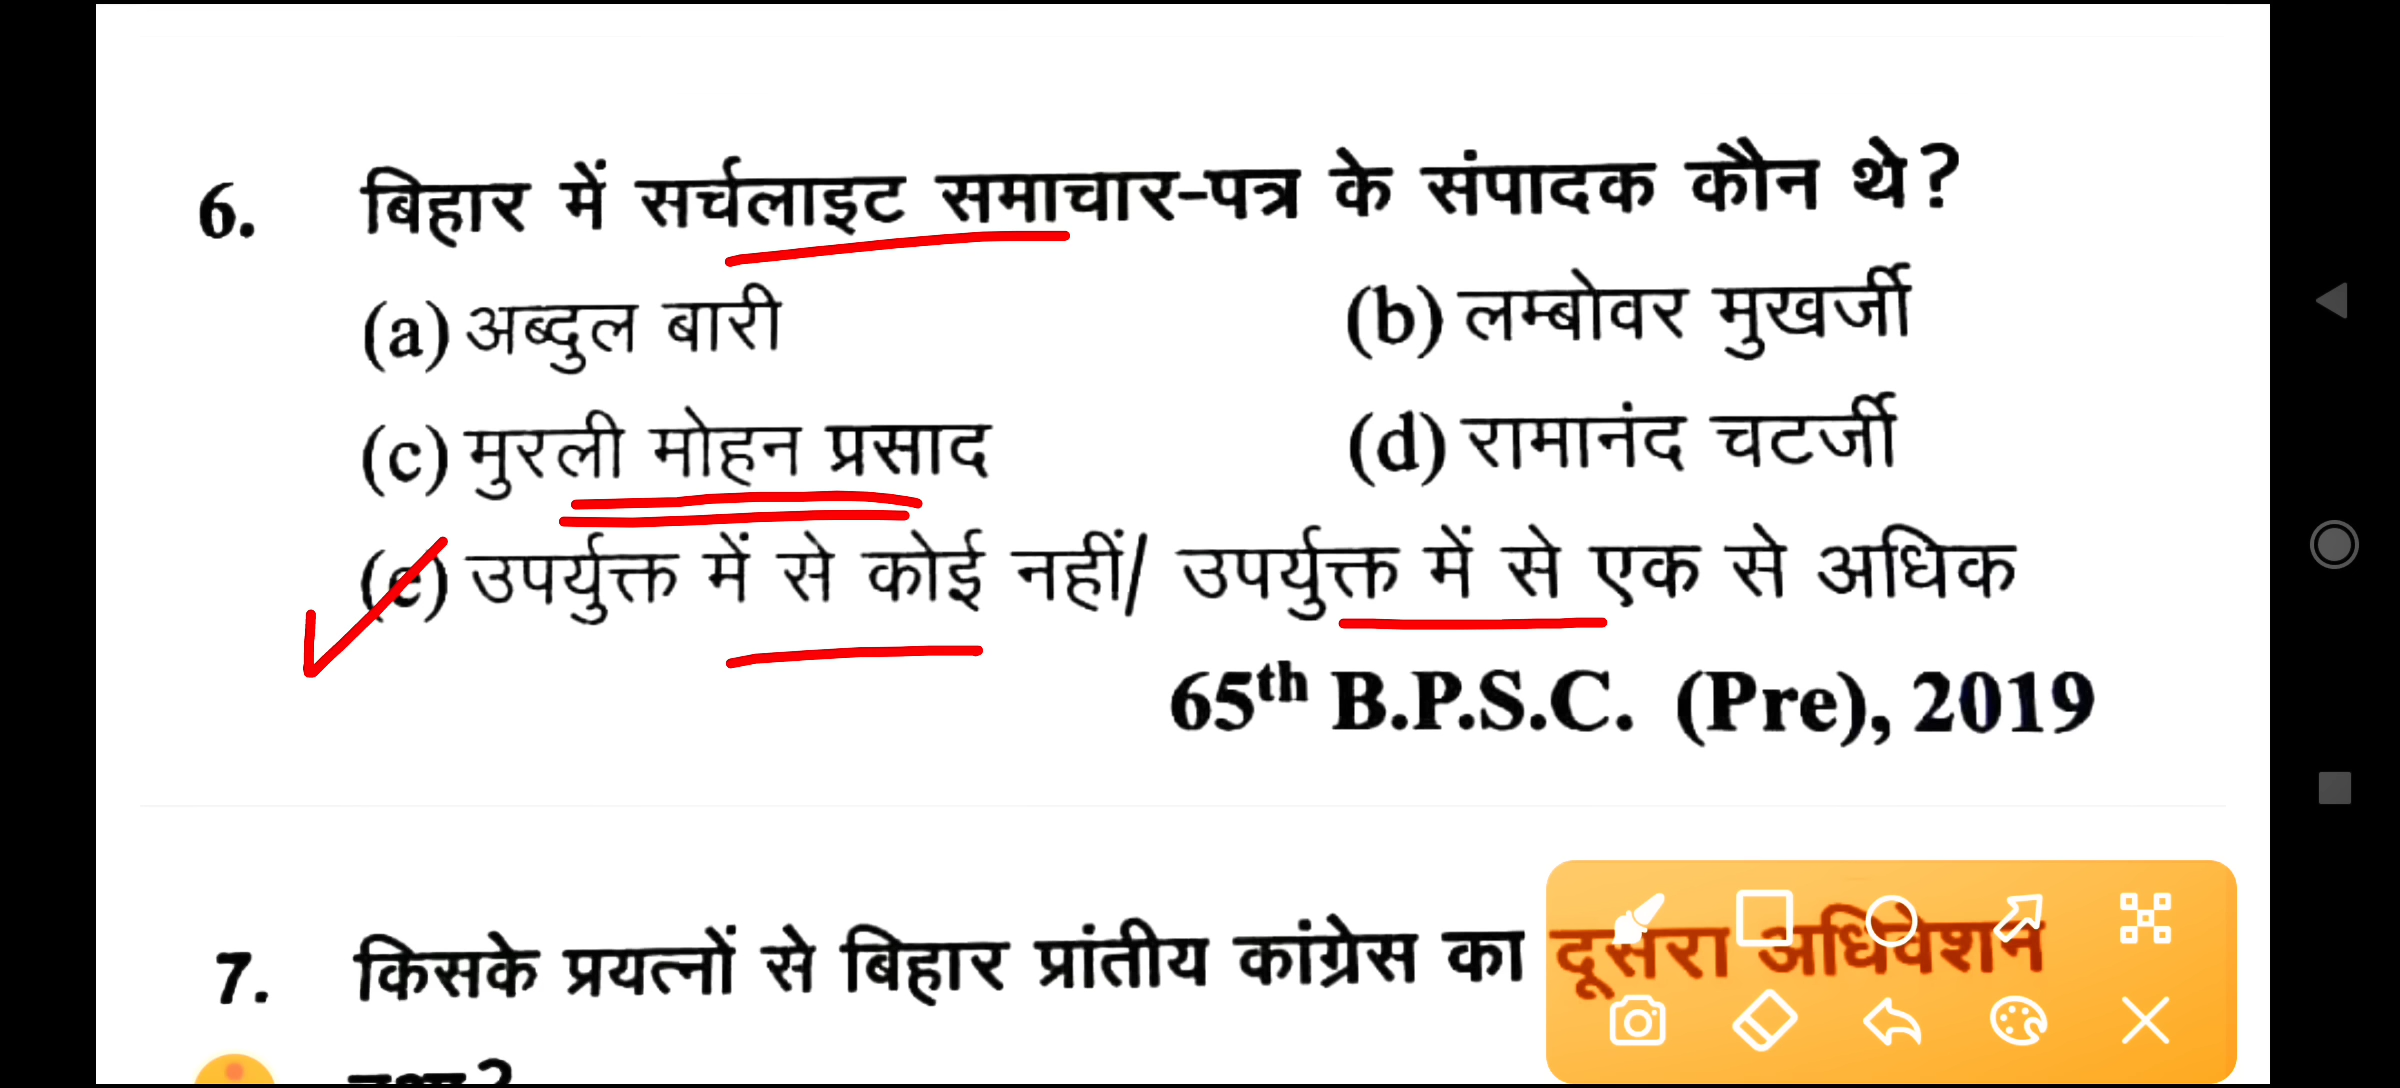 6. बिहार में सर्चलाइट समाचार-पत्र के संपादक कौन थे?
(a) अब्दुल बारी (b) लम्बोवर मुखर्जी
(c) मुरली मोहन प्रसाद (d) रामानंद चटर्जी
(e) उपर्युक्त में से कोई नहीं/ उपर्युक्त में से एक से अधिक
65th B.P.S.C. (Pre), 2019
7. किसके प्रयत्नों से बिहार प्रांतीय कांग्रेस का दूसरा अधिवेशन